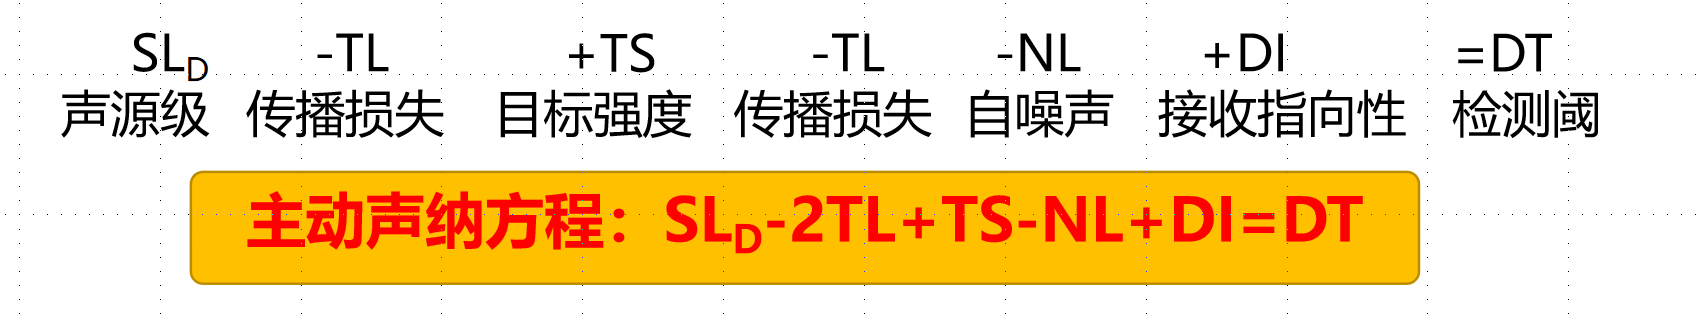 SL_D -TL +TS -TL -NL +DI =DT
声源级 传播损失 目标强度 传播损失 自噪声 接收指向性 检测阈
主动声纳方程：SL_D-2TL+TS-NL+DI=DT